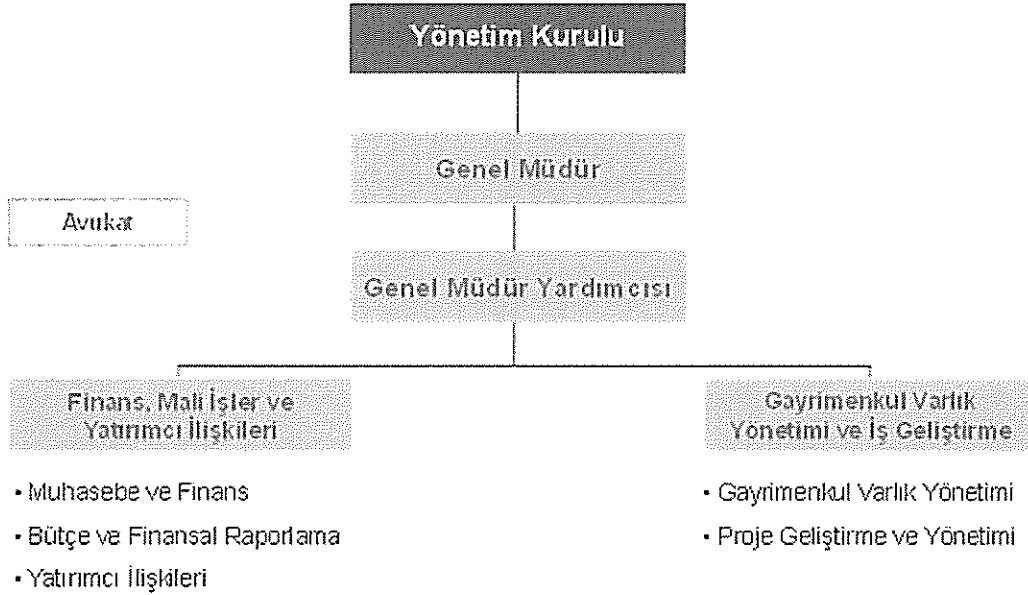 Yönetim Kurulu
Genel Müdür
Avukat
Genel Müdür Yardımcısı
Finans, Mali İşler ve
Yatırımcı İlişkileri
• Muhasebe ve Finans
• Bütçe ve Finansal Raporlama
• Yatırımcı İlişkileri
Gayrimenkul Varlık
Yönetimi ve İş Geliştirme
• Gayrimenkul Varlık Yönetimi
• Proje Geliştirme ve Yönetimi